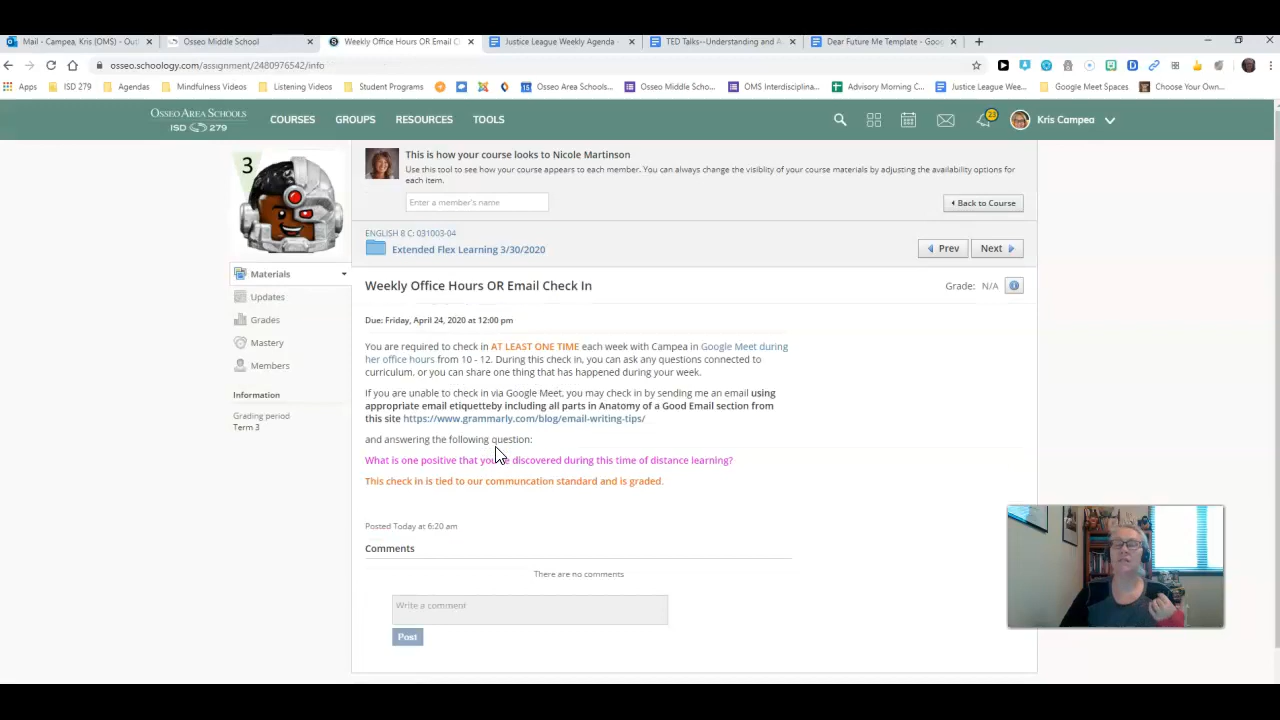 Mail - Campea, Kris (OMS) - Out
Osseo Middle School
Weekly Office Hours OR Email C
Justice League Weekly Agenda -
TED Talks--Understanding and A
Dear Future Me Template - Goog
osseo.schoology.com/assignment/2480976542/info
Apps
ISD 279
Agendas
Mindfulness Videos
Listening Videos
Student Programs
Osseo Area Schools...
Osseo Middle Scho...
OMS Interdisciplina...
Advisory Morning C...
Justice League Wee...
Google Meet Spaces
Choose Your Own...
OSSEO AREA SCHOOLS
ISD 279
COURSES
GROUPS
RESOURCES
TOOLS
23
Kris Campea
3
This is how your course looks to Nicole Martinson
Use this tool to see how your course appears to each member. You can always change the visiblity of your course materials by adjusting the availability options for
each item.
Enter a member's name
Back to Course
ENGLISH 8 C: 031003-04
Extended Flex Learning 3/30/2020
Prev
Next
Materials
Updates
Grades
Mastery
Members
Information
Grading period
Term 3
Weekly Office Hours OR Email Check In
Grade: N/A
Due: Friday, April 24, 2020 at 12:00 pm
You are required to check in AT LEAST ONE TIME each week with Campea in Google Meet during
her office hours from 10 - 12. During this check in, you can ask any questions connected to
curriculum, or you can share one thing that has happened during your week.
If you are unable to check in via Google Meet, you may check in by sending me an email using
appropriate email etiquetteby including all parts in Anatomy of a Good Email section from
this site https://www.grammarly.com/blog/email-writing-tips/
and answering the following question:
What is one positive that discovered during this time of distance learning?
This check in is tied to our communcation standard and is graded.
Posted Today at 6:20 am
Comments
There are no comments
Write a comment
Post